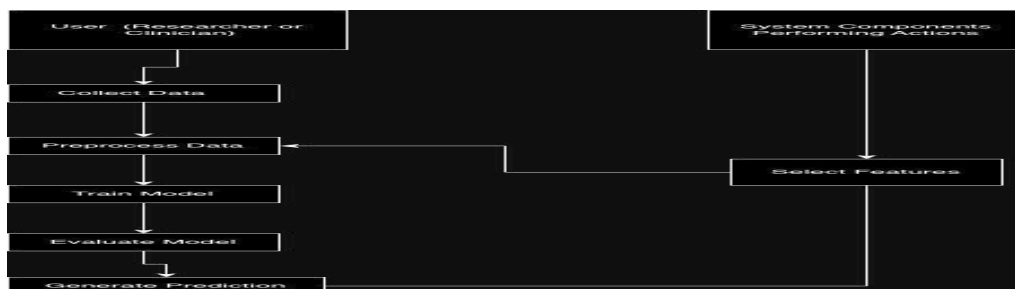 User (Researcher or
Clinician)
System Components
Performing Actions
Collect Data
Preprocess Data
Select Features
Train Model
Evaluate Model
Generate Prediction